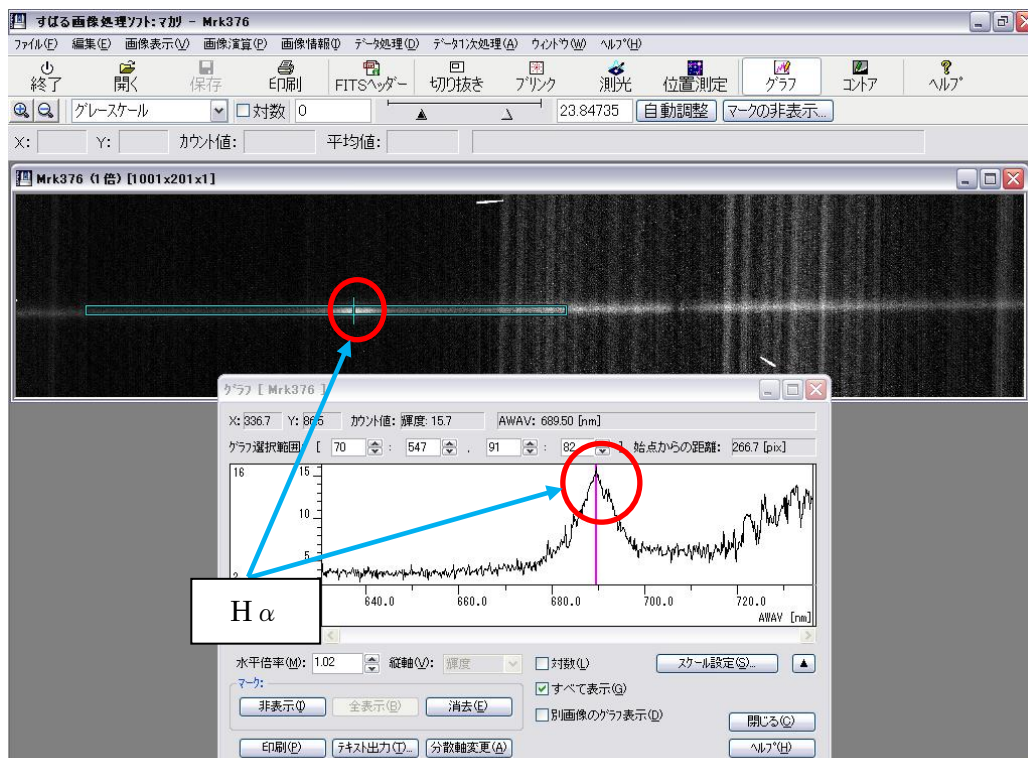 すばる画像処理ソフト:マカリ - Mrk376
ファイル(F) 編集(E) 画像表示(V) 画像演算(P) 画像情報(I) データ処理(D) データ1次処理(A) ウィンドウ(W) ヘルプ(H)
終了 開く 保存 印刷 FITSヘッダー 切り抜き ブリンク 測光 位置測定 グラフ コントア ヘルプ
グレースケール 対数 0 23.84735 自動調整 マークの非表示...
X: Y: カウント値: 平均値:
Mrk376 (1倍) [1001x201x1]
グラフ [ Mrk376 ]
X: 336.7 Y: 86.5 カウント値: 輝度: 15.7 AWAV: 689.50 [nm]
グラフ選択範囲: [ 70 : 547 , 91 : 82 ] 始点からの距離: 266.7 [pix]
16 15
10
5
640.0 660.0 680.0 700.0 720.0
AWAV [nm]
Hα
水平倍率(M): 1.02 縦軸(V): 輝度 対数(L) スケール設定(S)... ▲
マーク: すべて表示(G)
非表示(I) 全表示(B) 消去(E) 別画像のグラフ表示(D)
閉じる(C)
印刷(P) テキスト出力(T)... 分散軸変更(A) ヘルプ(H)